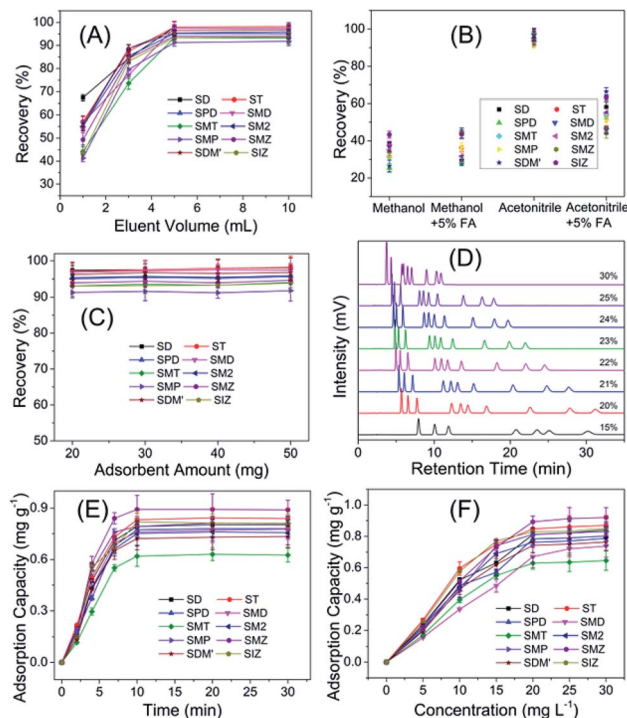 (A)
Recovery (%)
100
90
80
70
60
50
40
30
SD ST
SPD SMD
SMT SM2
SMP SMZ
SDM' SIZ
0 2 4 6 8 10
Eluent Volume (mL)
(B)
Recovery (%)
100
80
60
40
20
SD ST
SPD SMD
SMT SM2
SMP SMZ
SDM' SIZ
Methanol Methanol Acetonitrile Acetonitrile
+5% FA +5% FA
(C)
Recovery (%)
100
95
90
85
80
75
70
65
60
55
50
SD ST
SPD SMD
SMT SM2
SMP SMZ
SDM' SIZ
20 30 40 50
Adsorbent Amount (mg)
(D)
Intensity (mV)
30%
25%
24%
23%
22%
21%
20%
15%
0 10 20 30
Retention Time (min)
(E)
Adsorption Capacity (mg g-1)
0.9
0.6
0.3
0.0
SD ST
SPD SMD
SMT SM2
SMP SMZ
SDM' SIZ
0 5 10 15 20 25 30
Time (min)
(F)
Adsorption Capacity (mg g-1)
1.0
0.8
0.6
0.4
0.2
0.0
SD ST
SPD SMD
SMT SM2
SMP SMZ
SDM' SIZ
0 5 10 15 20 25 30
Concentration (mg L-1)